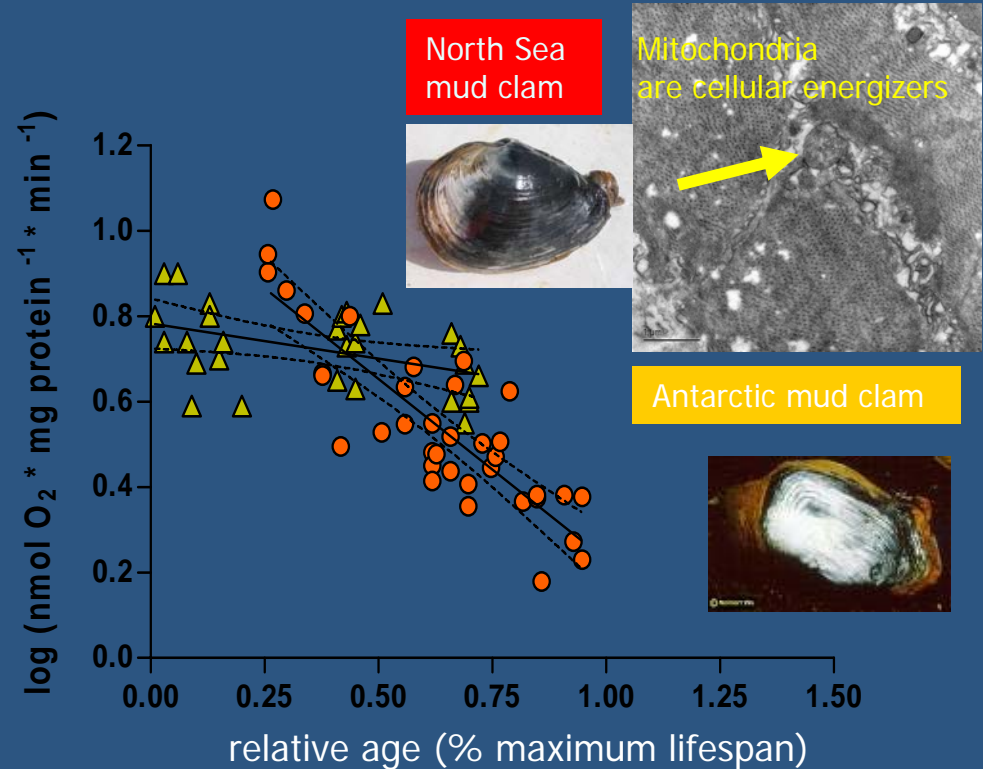 North Sea
mud clam
Mitochondria
are cellular energizers
Antarctic mud clam
log (nmol O2 * mg protein -1 * min -1)
1.2
1.0
0.8
0.6
0.4
0.2
0.0
0.00 0.25 0.50 0.75 1.00 1.25 1.50
relative age (% maximum lifespan)